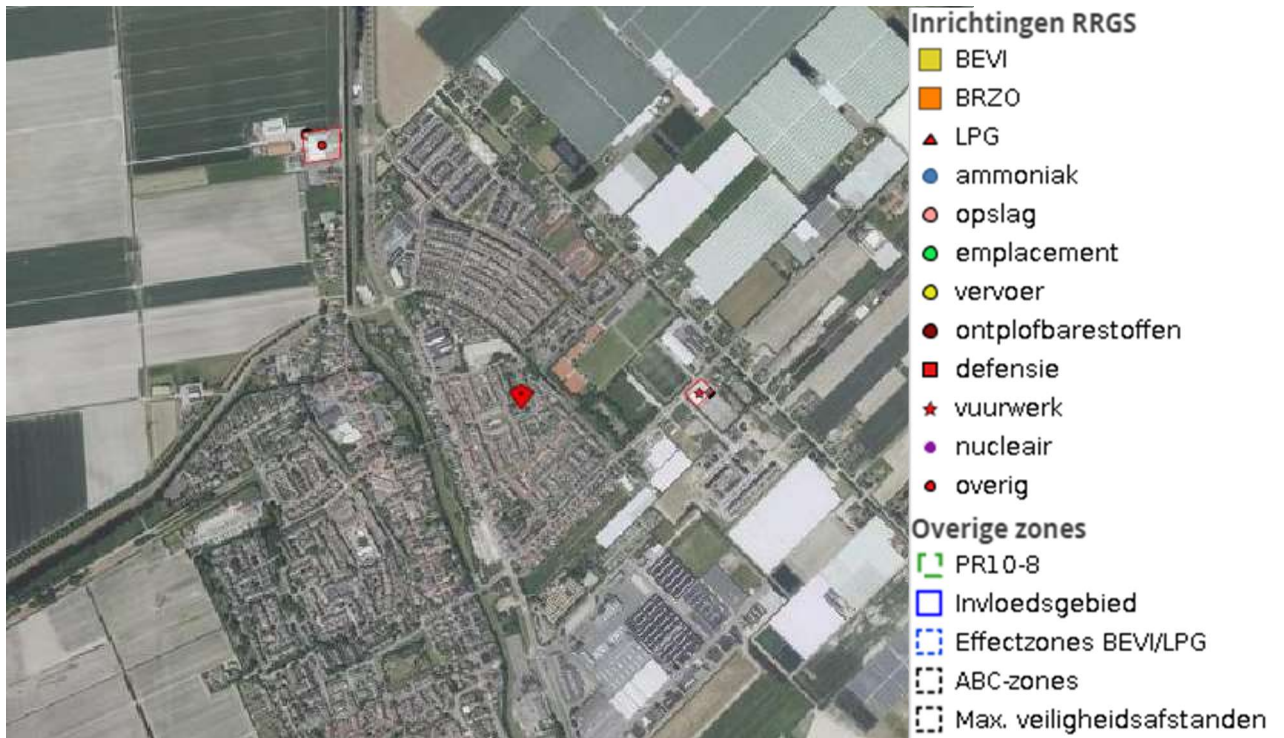 Inrichtingen RRGS
BEVI
BRZO
LPG
ammoniak
opslag
emplacement
vervoer
ontplofbarestoffen
defensie
vuurwerk
nucleair
overig
Overige zones
PR10-8
Invloedsgebied
Effectzones BEVI/LPG
ABC-zones
Max. veiligheidsafstanden